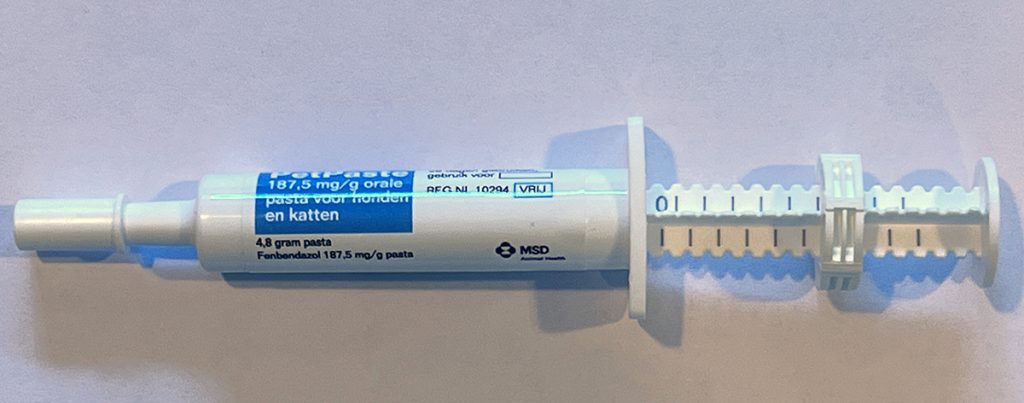 PetPaste
187,5 mg/g orale
pasta voor honden
en katten
4,8 gram pasta
Fenbendazol 187,5 mg/g pasta
gebruik voor
REG NL 10294 VRIJ
MSD
Animal Health
0